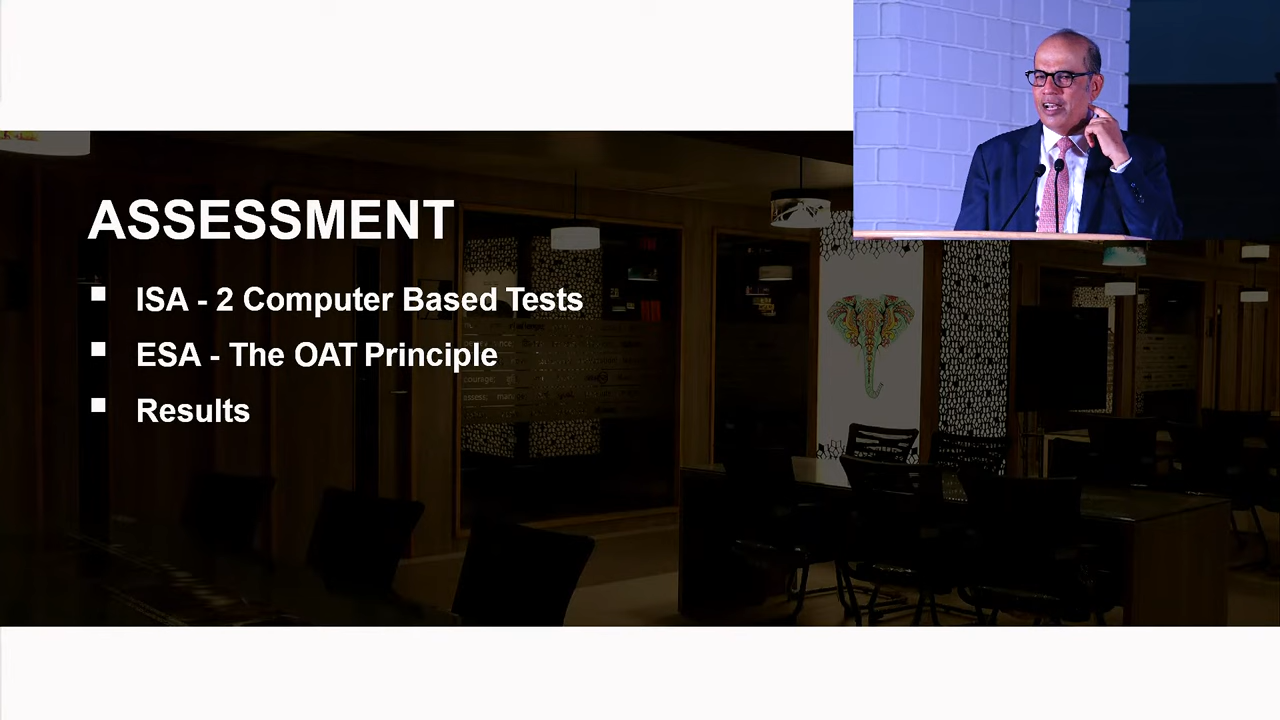 ASSESSMENT
ISA - 2 Computer Based Tests
ESA - The OAT Principle
Results